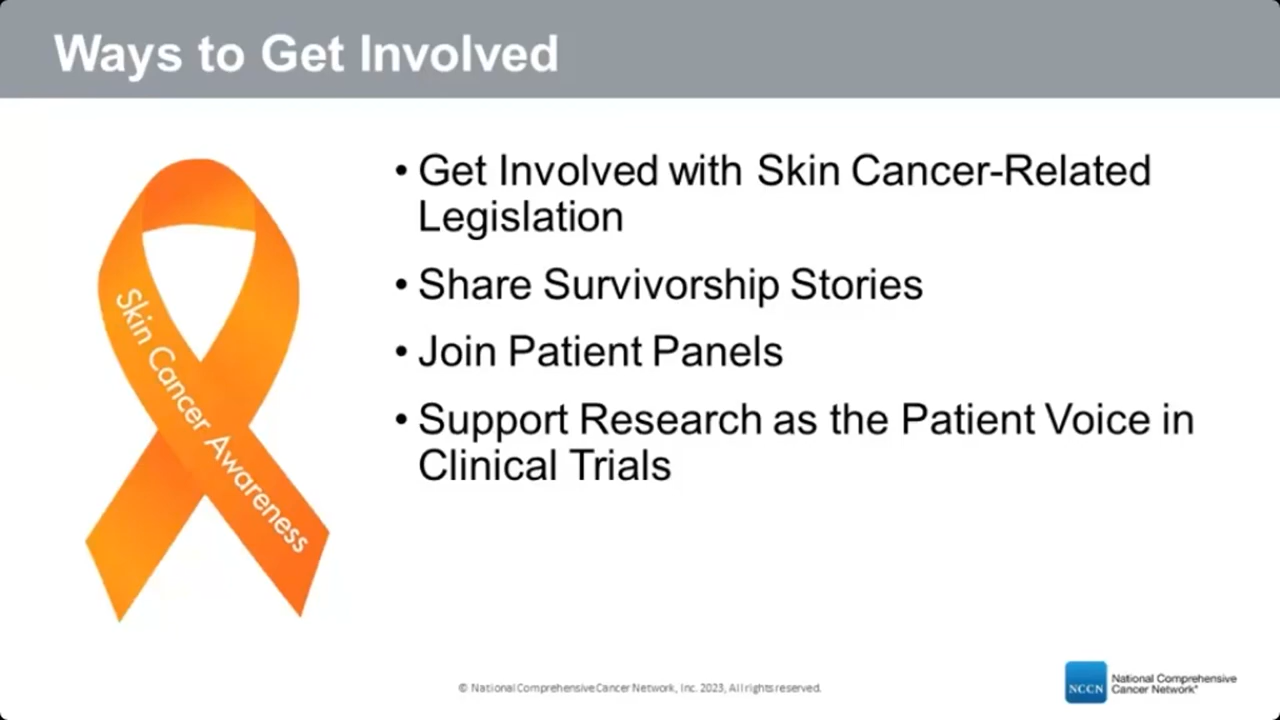 Ways to Get Involved
• Get Involved with Skin Cancer-Related
Legislation
• Share Survivorship Stories
• Join Patient Panels
• Support Research as the Patient Voice in
Clinical Trials
Skin Cancer Awareness
© National Comprehensive Cancer Network, Inc. 2023, All rights reserved.
NCCN
National Comprehensive
Cancer Network®